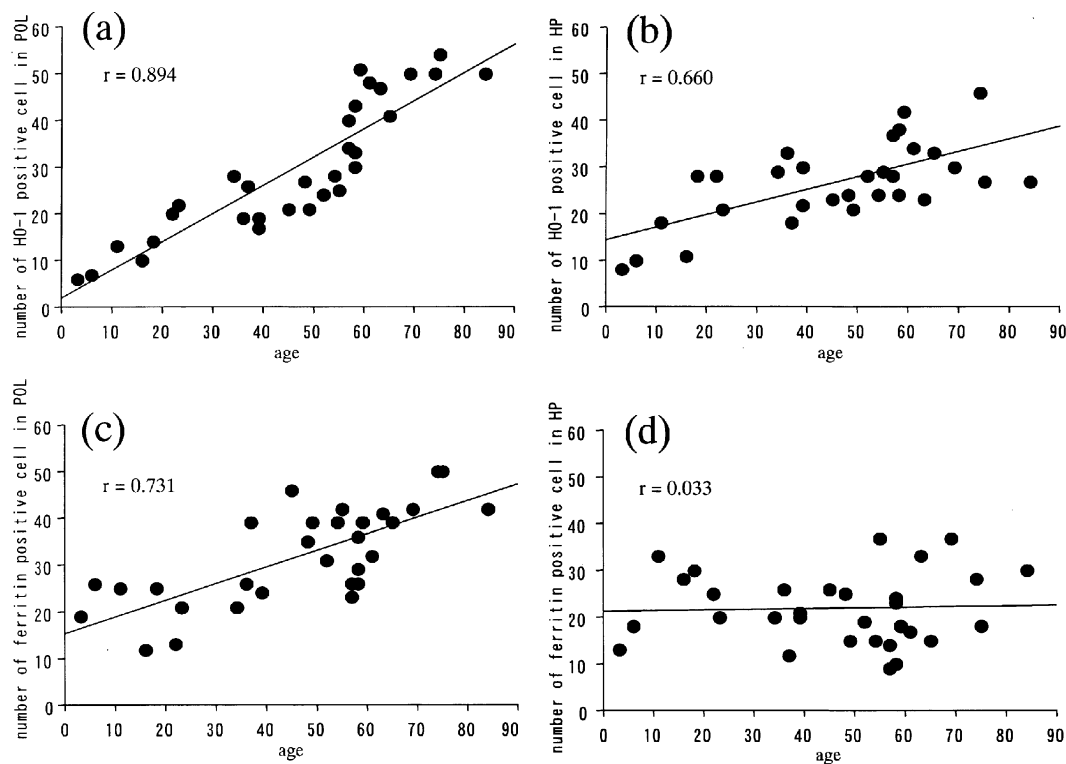 (a)
r = 0.894
number of HO-1 positive cell in POL
60
50
40
30
20
10
0
0 10 20 30 40 50 60 70 80 90
age
(b)
r = 0.660
number of HO-1 positive cell in HP
60
50
40
30
20
10
0
0 10 20 30 40 50 60 70 80 90
age
(c)
r = 0.731
number of ferritin positive cell in POL
60
50
40
30
20
10
0
0 10 20 30 40 50 60 70 80 90
age
(d)
r = 0.033
number of ferritin positive cell in HP
60
50
40
30
20
10
0
0 10 20 30 40 50 60 70 80 90
age